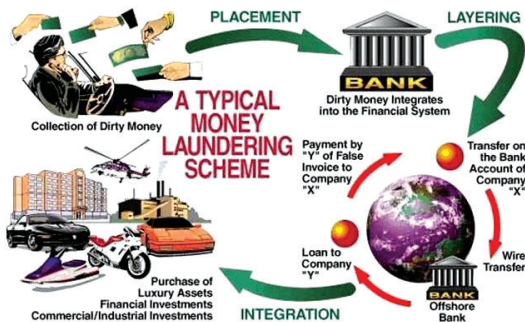 PLACEMENT
LAYERING
BANK
Dirty Money Integrates
into the Financial System
Collection of Dirty Money
A TYPICAL
MONEY
LAUNDERING
SCHEME
Payment by
"Y" of False
Invoice to
Company
"X"
Transfer on
the Bank
Account of
Company
"X"
Wire
Transfer
Loan to
Company
"Y"
BANK
Offshore
Bank
Purchase of
Luxury Assets
Financial Investments
Commercial/Industrial Investments
INTEGRATION